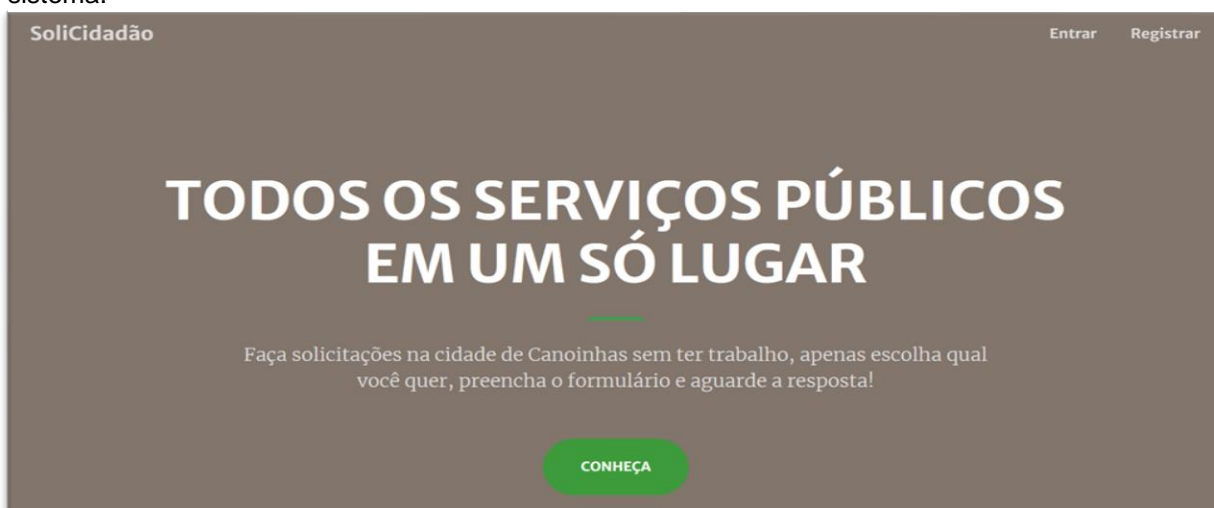 sistema.
SoliCidadão
Entrar Registrar
TODOS OS SERVIÇOS PÚBLICOS
EM UM SÓ LUGAR
Faça solicitações na cidade de Canoinhas sem ter trabalho, apenas escolha qual
você quer, preencha o formulário e aguarde a resposta!
CONHEÇA